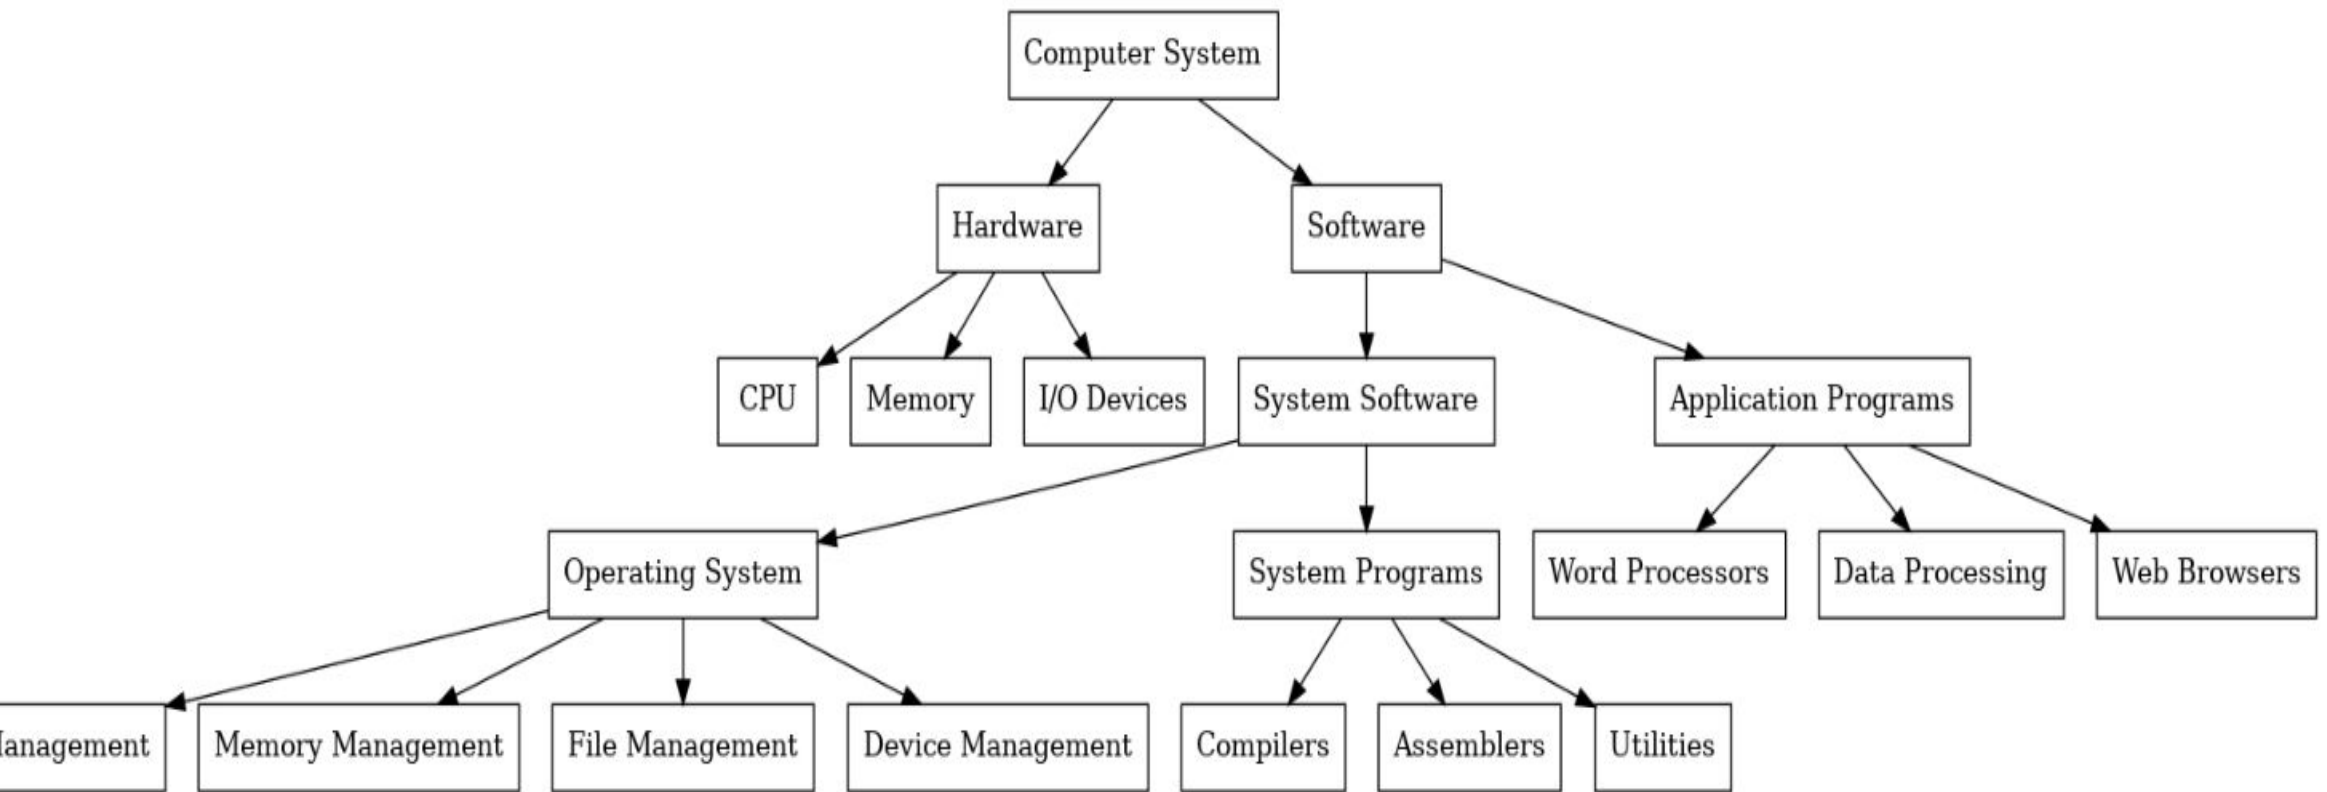 Computer System
Hardware
Software
CPU
Memory
I/O Devices
System Software
Application Programs
Operating System
System Programs
Word Processors
Data Processing
Web Browsers
Memory Management
File Management
Device Management
Compilers
Assemblers
Utilities